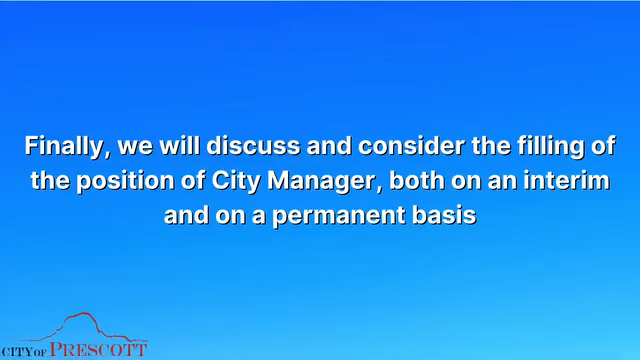 Finally, we will discuss and consider the filling of
the position of City Manager, both on an interim
and on a permanent basis
CITY OF PRESCOTT